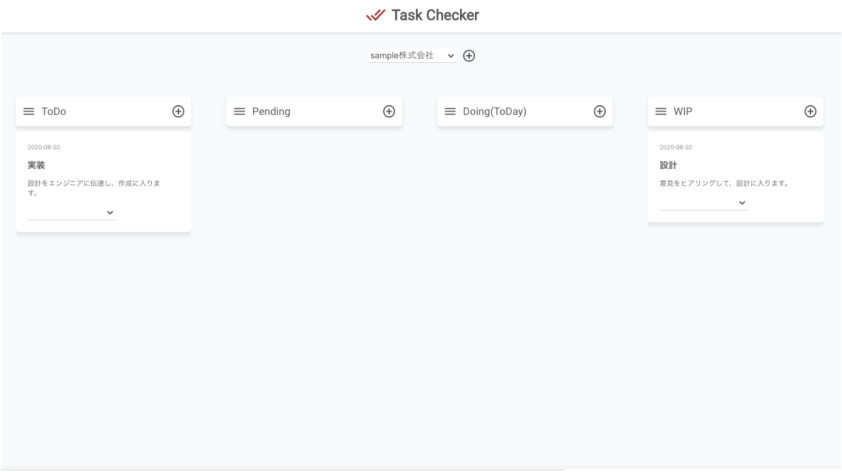 Task Checker
sample株式会社
ToDo
Pending
Doing(ToDay)
WIP
2020-08-30
実装
設計をエンジニアに伝達し、作成に入りま
す。
2020-08-30
設計
意見をヒアリングして、設計に入ります。